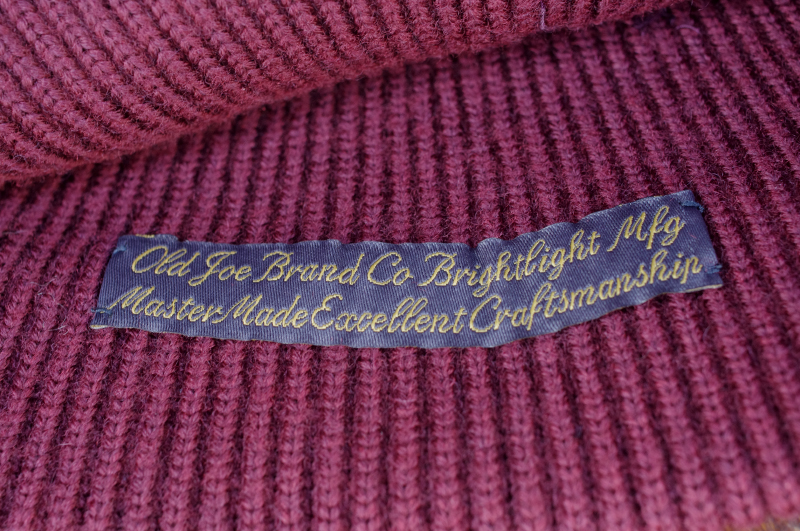 Old Joe Brand Co Brightlight Mfg
Master Made Excellent Craftsmanship